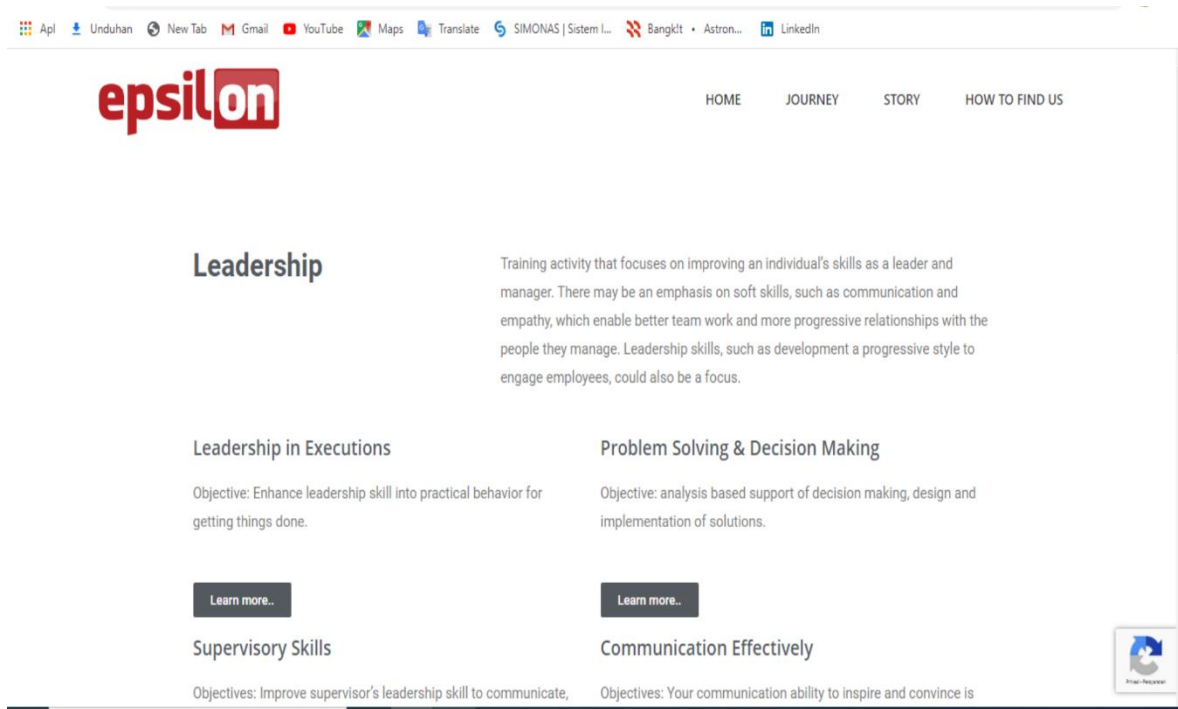 Apl Unduhan New Tab Gmail YouTube Maps Translate SIMONAS | Sistem I... Bangk!t • Astron... LinkedIn
epsilon
HOME JOURNEY STORY HOW TO FIND US
Leadership
Training activity that focuses on improving an individual's skills as a leader and
manager. There may be an emphasis on soft skills, such as communication and
empathy, which enable better team work and more progressive relationships with the
people they manage. Leadership skills, such as development a progressive style to
engage employees, could also be a focus.
Leadership in Executions
Objective: Enhance leadership skill into practical behavior for
getting things done.
Learn more..
Problem Solving & Decision Making
Objective: analysis based support of decision making, design and
implementation of solutions.
Learn more..
Supervisory Skills
Objectives: Improve supervisor's leadership skill to communicate,
Communication Effectively
Objectives: Your communication ability to inspire and convince is